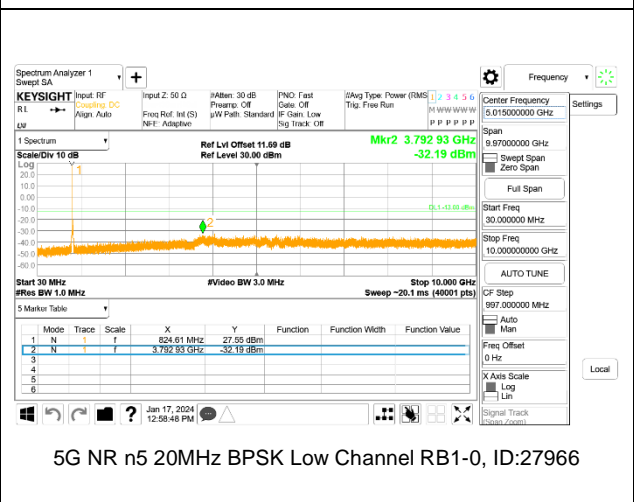 Spectrum Analyzer 1
Swept SA
Frequency
Settings
KEYSIGHT
Input: RF
Coupling: DC
Align: Auto
Input Z: 50 Ω
Freq Ref: Int (S)
NFE: Adaptive
#Atten: 30 dB
Preamp: Off
µW Path: Standard
PNO: Fast
Gate: Off
IF Gain: Low
Sig Track: Off
#Avg Type: Power (RMS
Trig: Free Run
1 2 3 4 5 6
M W W W W W
P P P P P P
1 Spectrum
Scale/Div 10 dB
Log
Ref Lvl Offset 11.59 dB
Ref Level 30.00 dBm
Mkr2 3.792 93 GHz
-32.19 dBm
20.0
10.0
0.00
-10.0
-20.0
-30.0
-40.0
-50.0
-60.0
1
2
DL1 -13.00 dBm
Start 30 MHz
#Res BW 1.0 MHz
#Video BW 3.0 MHz
Stop 10.000 GHz
Sweep ~20.1 ms (40001 pts)
5 Marker Table
Mode Trace Scale X Y Function Function Width Function Value
1 N 1 f 824.61 MHz 27.55 dBm
2 N 1 f 3.792 93 GHz -32.19 dBm
3
4
5
6
Center Frequency
5.015000000 GHz
Span
9.97000000 GHz
Swept Span
Zero Span
Full Span
Start Freq
30.000000 MHz
Stop Freq
10.000000000 GHz
AUTO TUNE
CF Step
997.000000 MHz
Auto
Man
Freq Offset
0 Hz
X Axis Scale
Log
Lin
Signal Track
(Span Zoom)
Local
?
Jan 17, 2024
12:58:48 PM
5G NR n5 20MHz BPSK Low Channel RB1-0, ID:27966